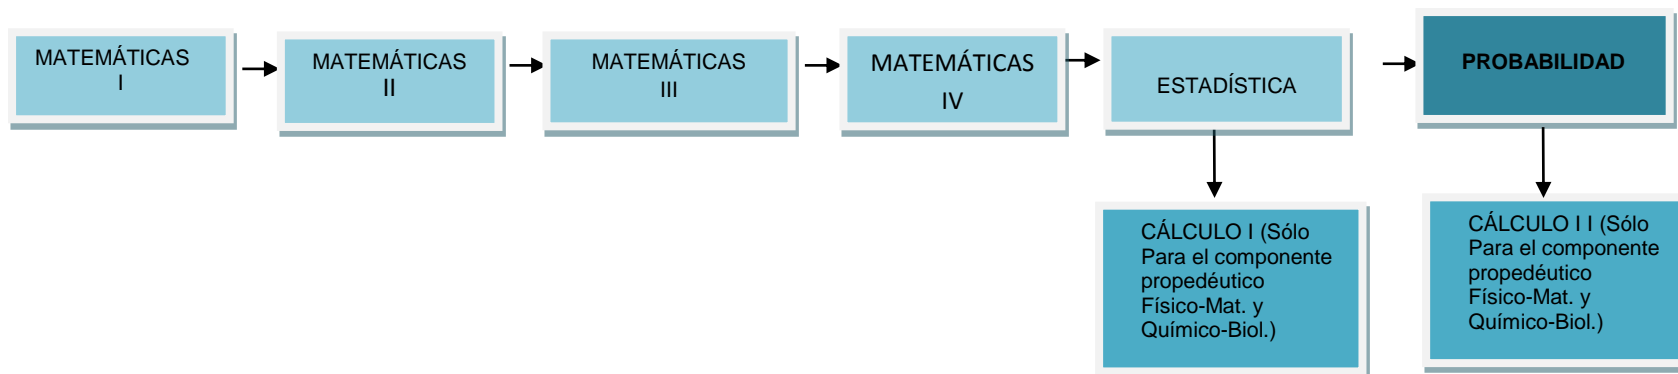 MATEMÁTICAS
I
MATEMÁTICAS
II
MATEMÁTICAS
III
MATEMÁTICAS
IV
ESTADÍSTICA
PROBABILIDAD
CÁLCULO I (Sólo
Para el componente
propedéutico
Físico-Mat. y
Químico-Biol.)
CÁLCULO I I (Sólo
Para el componente
propedéutico
Físico-Mat. y
Químico-Biol.)